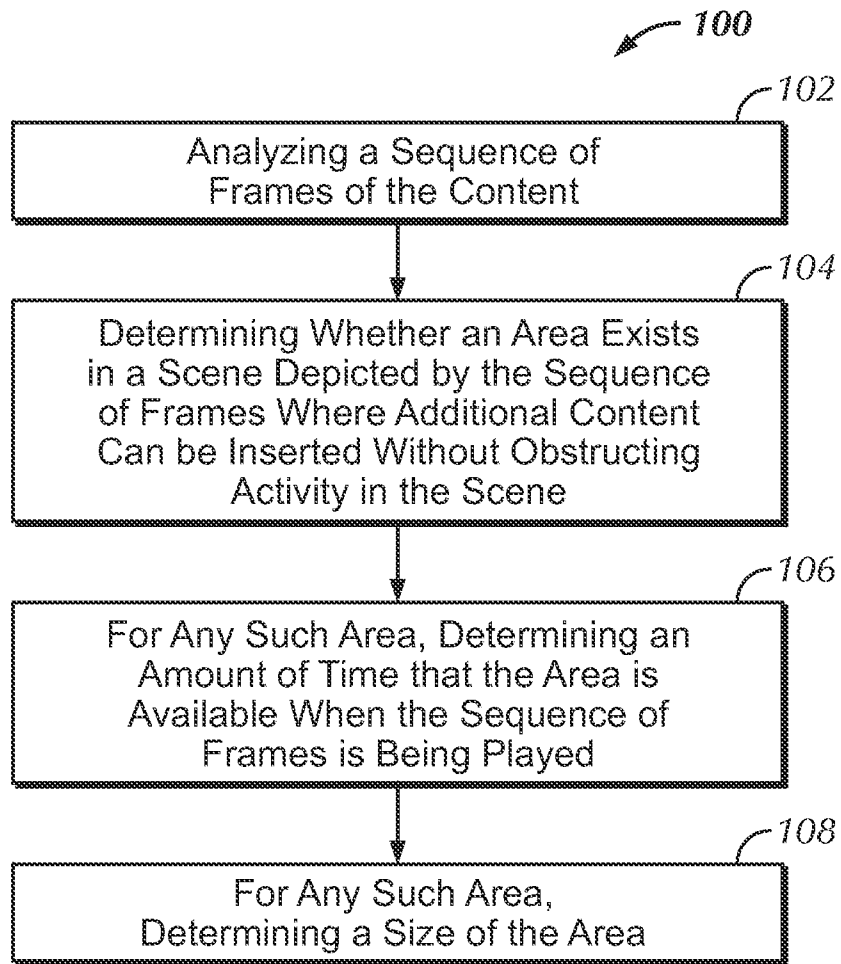 100
102
Analyzing a Sequence of
Frames of the Content
104
Determining Whether an Area Exists
in a Scene Depicted by the Sequence
of Frames Where Additional Content
Can be Inserted Without Obstructing
Activity in the Scene
106
For Any Such Area, Determining an
Amount of Time that the Area is
Available When the Sequence of
Frames is Being Played
108
For Any Such Area,
Determining a Size of the Area